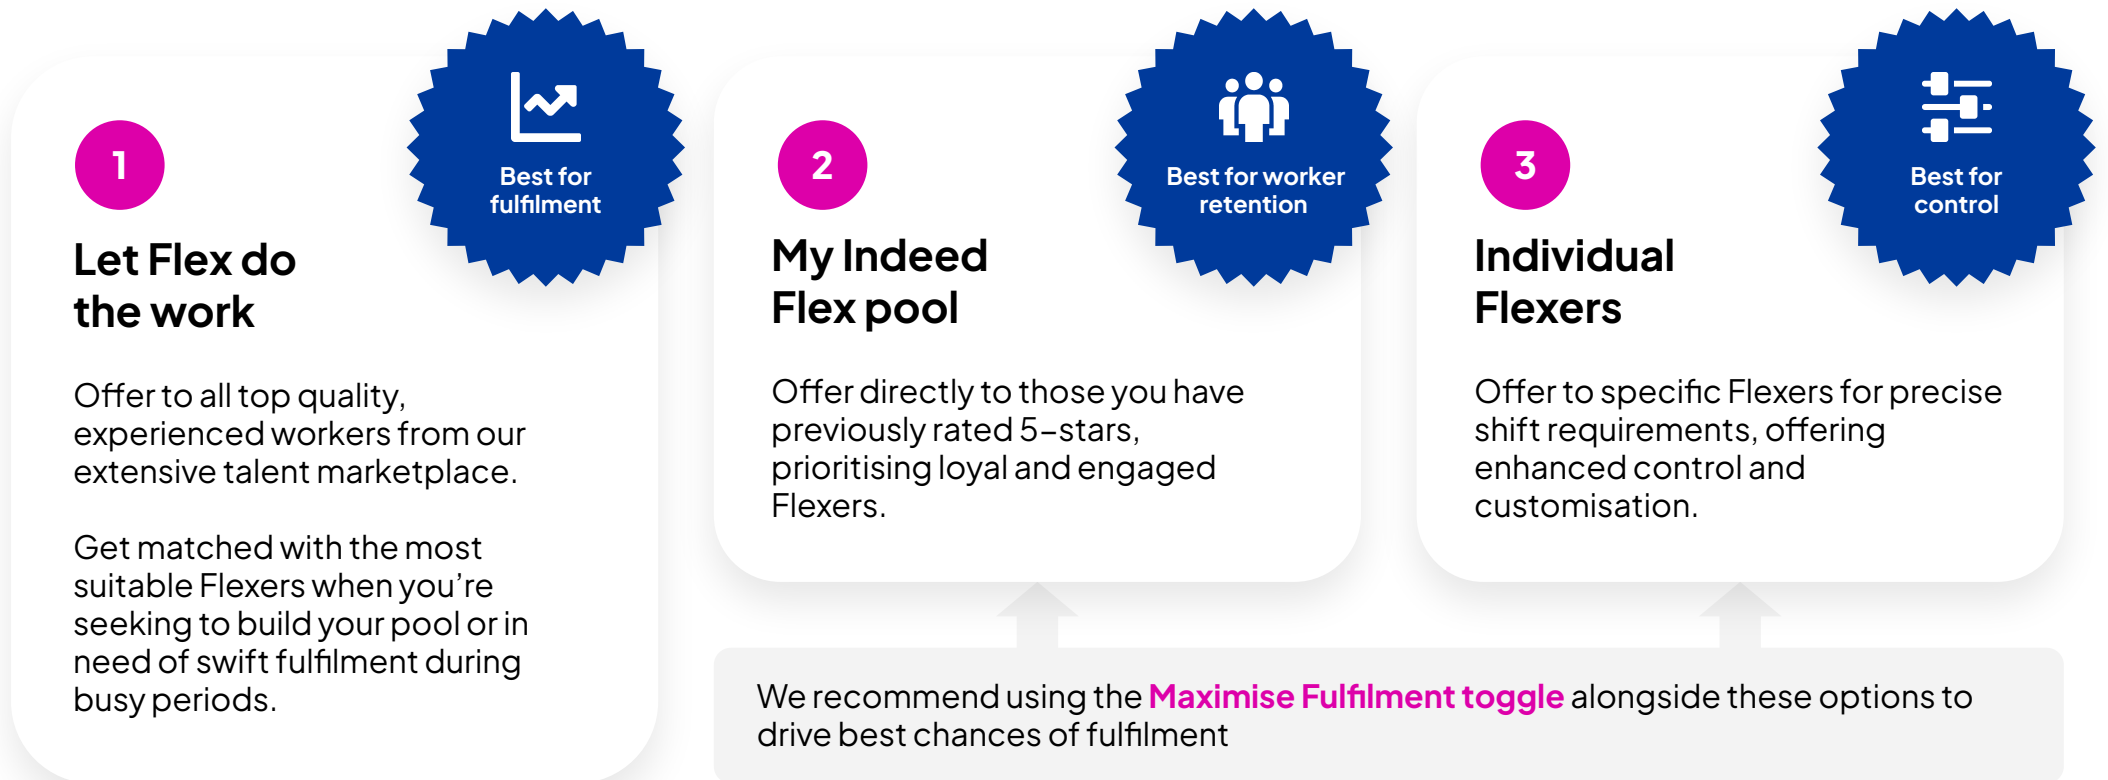 1
Best for
fulfilment
Let Flex do
the work
Offer to all top quality,
experienced workers from our
extensive talent marketplace.
Get matched with the most
suitable Flexers when you’re
seeking to build your pool or in
need of swift fulfilment during
busy periods.
2
Best for worker
retention
My Indeed
Flex pool
Offer directly to those you have
previously rated 5–stars,
prioritising loyal and engaged
Flexers.
3
Best for
control
Individual
Flexers
Offer to specific Flexers for precise
shift requirements, offering
enhanced control and
customisation.
We recommend using the Maximise Fulfilment toggle alongside these options to
drive best chances of fulfilment